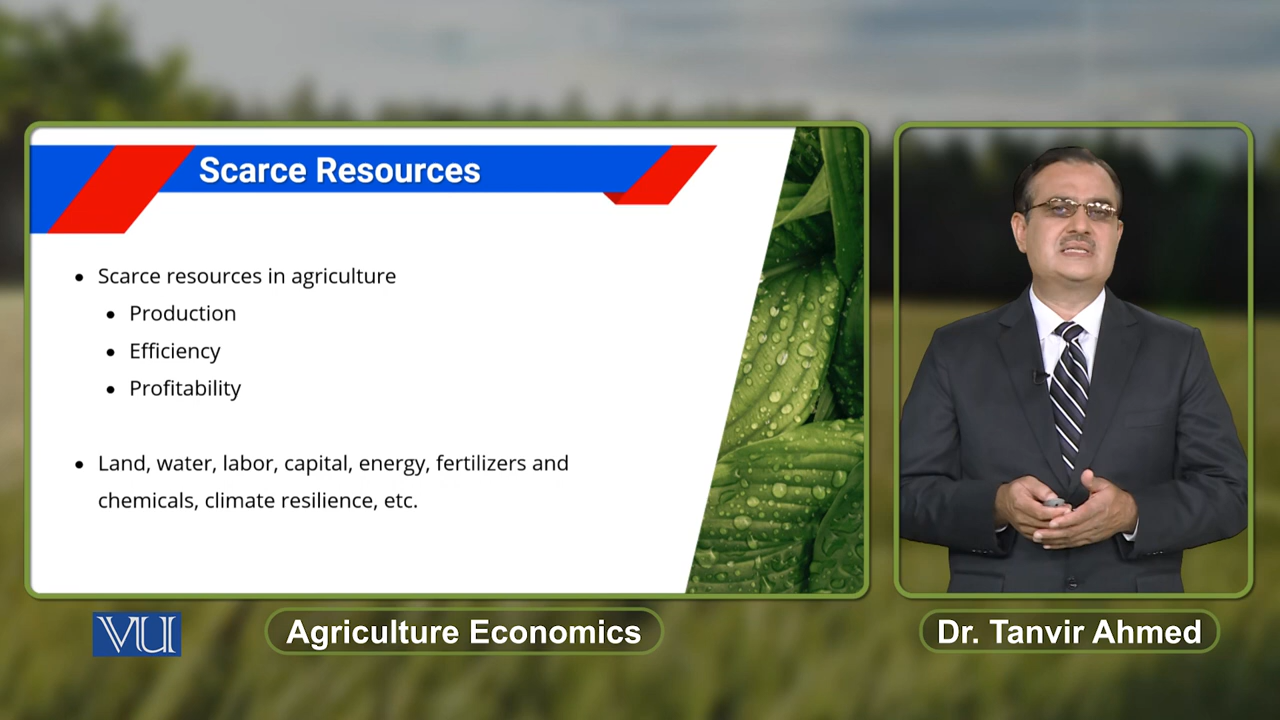 Scarce Resources
• Scarce resources in agriculture
• Production
• Efficiency
• Profitability
• Land, water, labor, capital, energy, fertilizers and
chemicals, climate resilience, etc.
VU
Agriculture Economics
Dr. Tanvir Ahmed